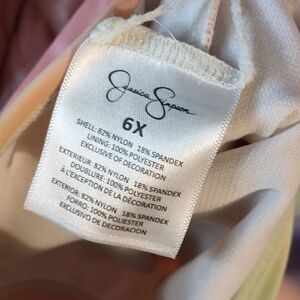 Jessica Simpson
6X
SHELL: 82% NYLON 18% SPANDEX
LINING: 100% POLYESTER
EXCLUSIVE OF DECORATION
EXTERIEUR: 82% NYLON 18% SPANDEX
DOUBLURE: 100% POLYESTER
À L'EXCEPTION DE LA DÉCORATION
EXTERIOR: 82% NYLON 18% SPANDEX
FORRO: 100% POLIESTER
EXCLUSIVO DE DECORACION